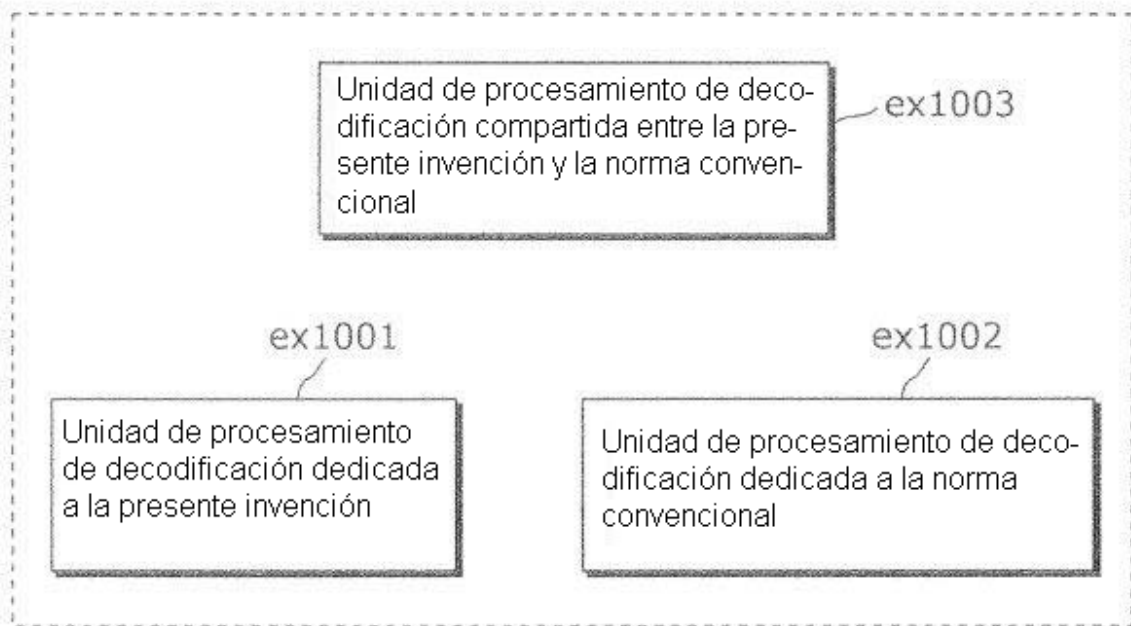 Unidad de procesamiento de deco-
dificación compartida entre la pre-
sente invención y la norma conven-
cional
ex1003
ex1001
Unidad de procesamiento
de decodificación dedicada
a la presente invención
ex1002
Unidad de procesamiento de deco-
dificación dedicada a la norma
convencional